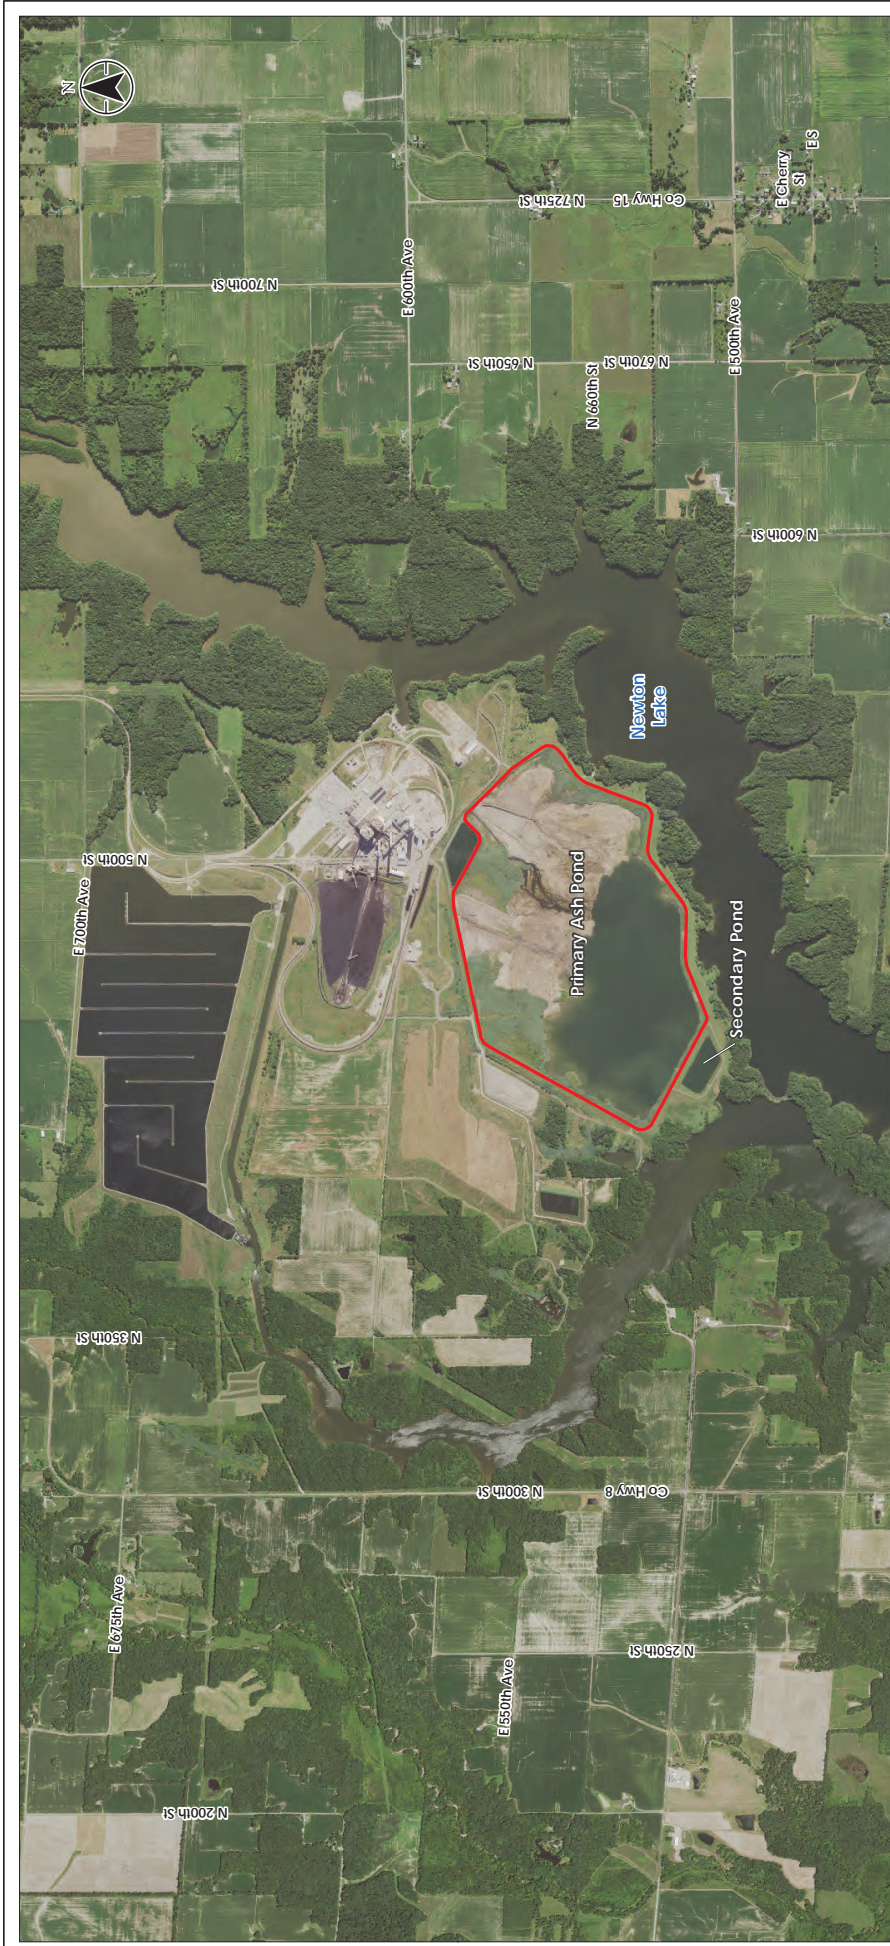 N
E Cherry
St
E S
N 725th St
Co Hwy 15
E 600th Ave
N 700th St
N 650th St
N 670th St
E 500th Ave
N 660th St
N 600th St
Newton
Lake
E 700th Ave
N 500th St
Primary Ash Pond
Secondary Pond
N 350th St
N 300th St
Co Hwy 8
E 675th Ave
E 550th Ave
N 250th St
N 200th St